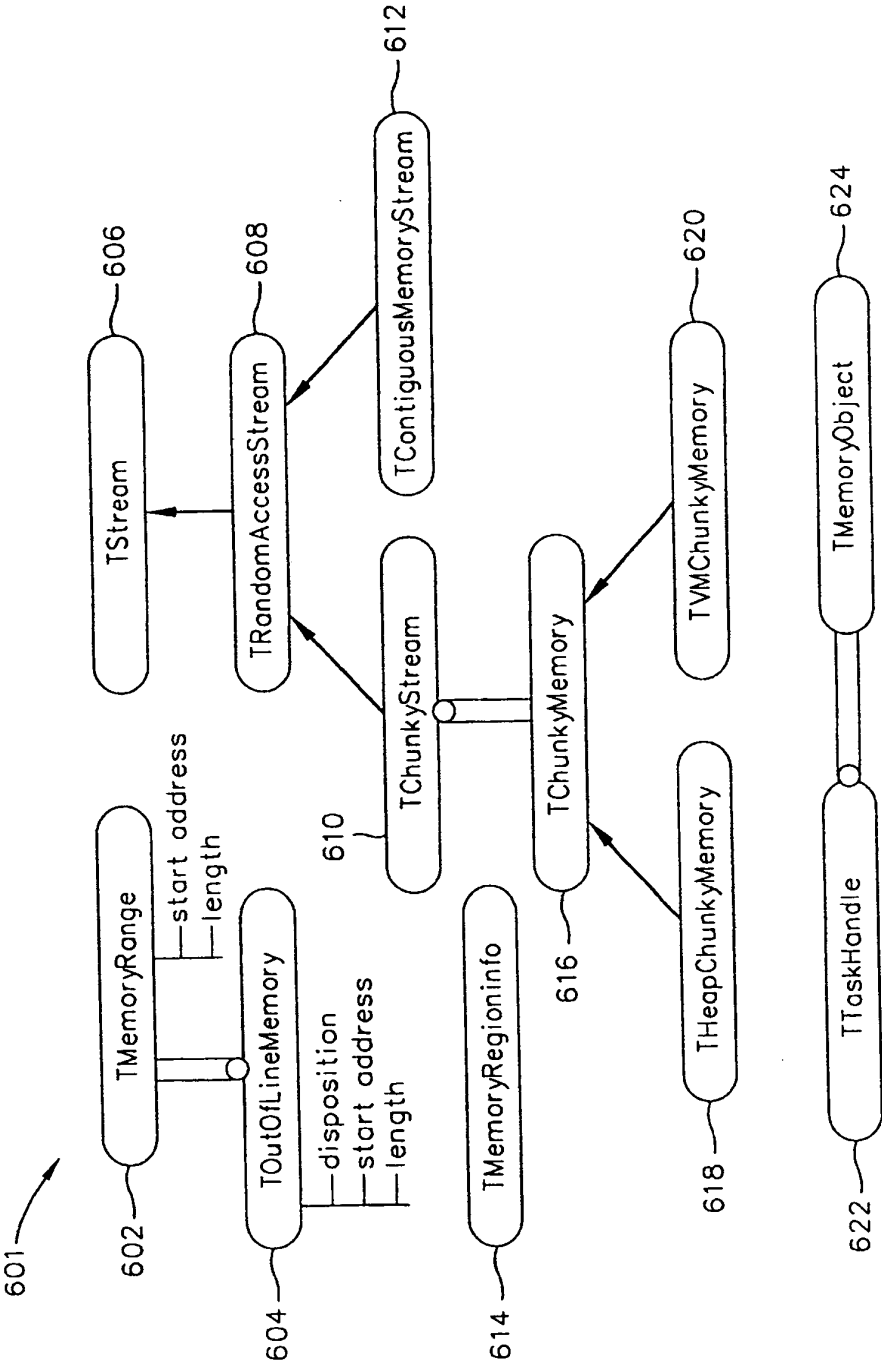 601
602
TMemoryRange
start address
length
606
TStream
604
TOutOfLineMemory
disposition
start address
length
608
TRandomAccessStream
610
TChunkyStream
612
TContiguousMemoryStream
614
TMemoryRegioninfo
616
TChunkyMemory
618
THeapChunkyMemory
620
TVMChunkyMemory
622
TTaskHandle
TMemoryObject
624